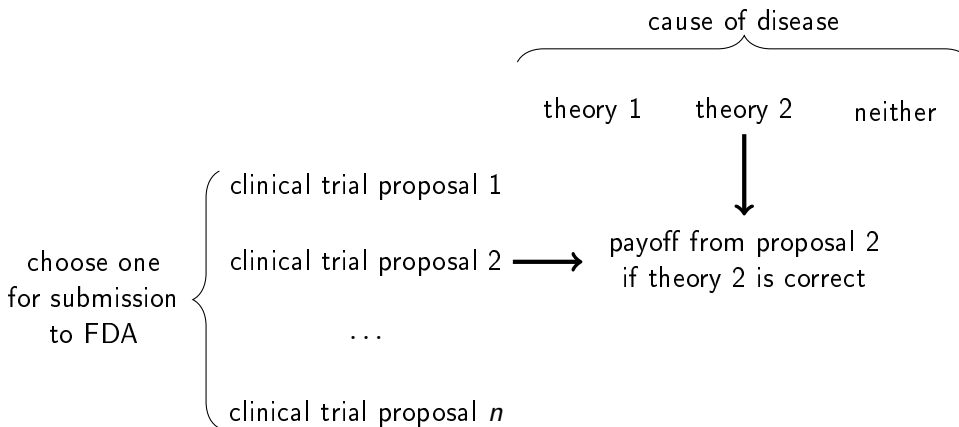 cause of disease
theory 1 theory 2 neither
clinical trial proposal 1
clinical trial proposal 2
payoff from proposal 2
if theory 2 is correct
choose one
for submission
to FDA
...
clinical trial proposal n